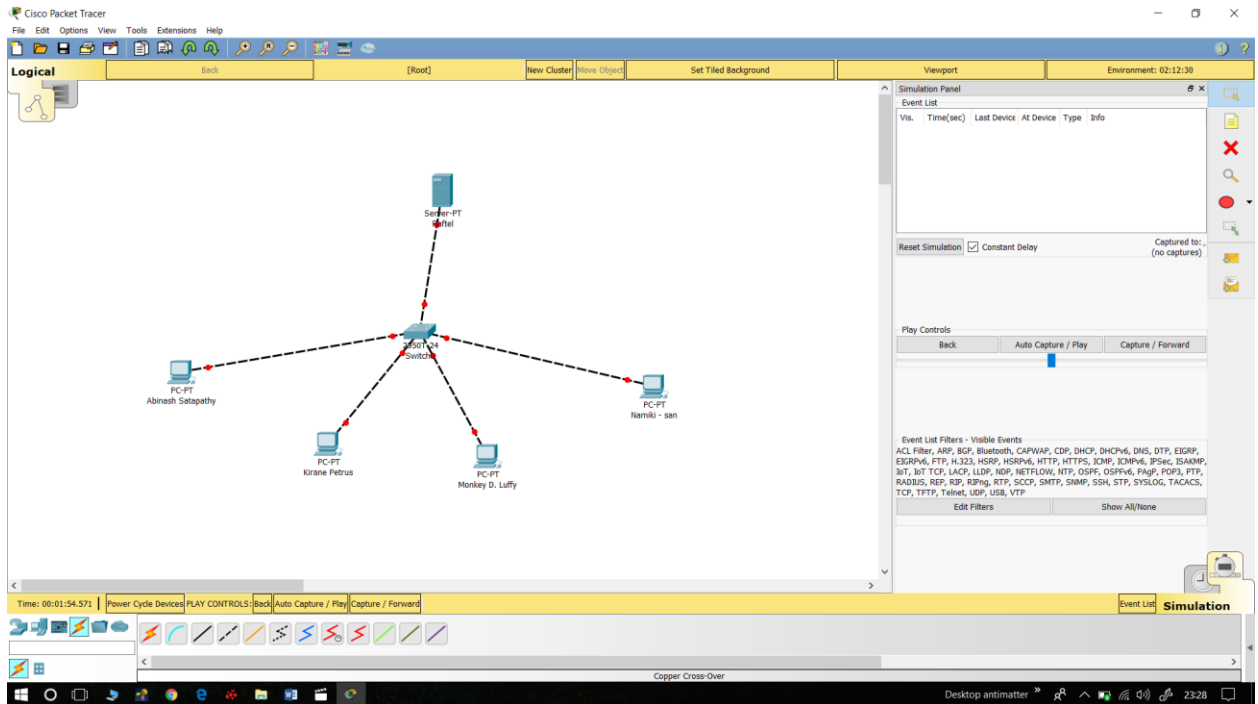 Cisco Packet Tracer
File Edit Options View Tools Extensions Help
Logical
Back
[Root]
New Cluster
Move Object
Set Tiled Background
Viewport
Environment: 02:12:30
Simulation Panel
Event List
Vis. Time(sec) Last Device At Device Type Info
Server-PT
Raftel
Reset Simulation
Constant Delay
Captured to:
(no captures)
Play Controls
Back
Auto Capture / Play
Capture / Forward
2950T-24
Switch
PC-PT
Abinash Satapathy
PC-PT
Kirane Petrus
PC-PT
Monkey D. Luffy
PC-PT
Namiki - san
Event List Filters - Visible Events
ACL Filter, ARP, BGP, Bluetooth, CAPWAP, CDP, DHCP, DHCPv6, DNS, DTP, EIGRP,
EIGRPv6, FTP, H.323, HSRP, HSRPv6, HTTP, HTTPS, ICMP, ICMPv6, IPSec, ISAKMP,
IoT, IoT TCP, LACP, LLDP, NDP, NETFLOW, NTP, OSPF, OSPFv6, PAgP, POP3, PTP,
RADIUS, REP, RIP, RIPng, RTP, SCCP, SMTP, SNMP, SSH, STP, SYSLOG, TACACS,
TCP, TFTP, Telnet, UDP, USB, VTP
Edit Filters
Show All/None
Time: 00:01:54.571
Power Cycle Devices
PLAY CONTROLS:
Back
Auto Capture / Play
Capture / Forward
Event List
Simulation
Copper Cross-Over
Desktop antimatter
23:28